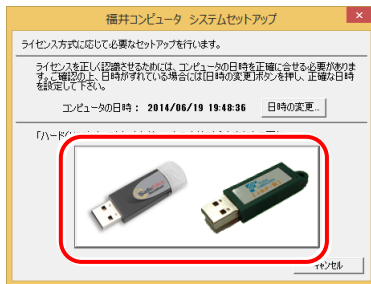 福井コンピュータ システムセットアップ
ライセンス方式に応じて必要なセットアップを行います。
ライセンスを正しく認識させるためには、コンピュータの日時を正確に合せる必要がありま
す。ご確認の上、日時がずれている場合には[日時の変更]ボタンを押し、正確な日時
を設定して下さい。
コンピュータの日時： 2014/06/19 19:48:36 日時の変更...
「ハード
キャンセル